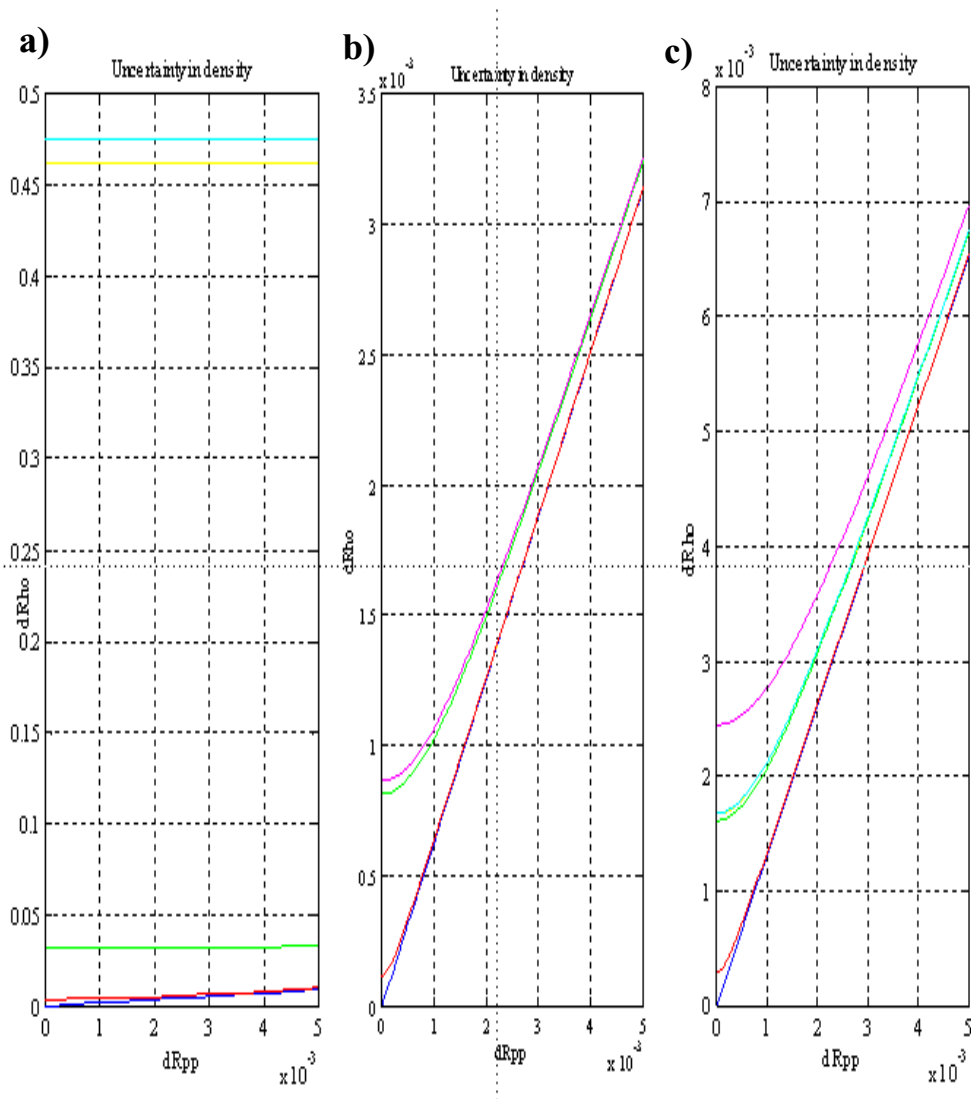 a)
Uncertainty in density
0.5
0.45
0.4
0.35
0.3
0.25
dRho
0.2
0.15
0.1
0.05
0
0 1 2 3 4 5
dRpp
x 10⁻³
b)
x 10⁻³
Uncertainty in density
3.5
3
2.5
2
dRho
1.5
1
0.5
0
0 1 2 3 4 5
dRpp
x 10⁻³
c)
x 10⁻³
Uncertainty in density
8
7
6
5
4
dRho
3
2
1
0
0 1 2 3 4 5
dRpp
x 10⁻³